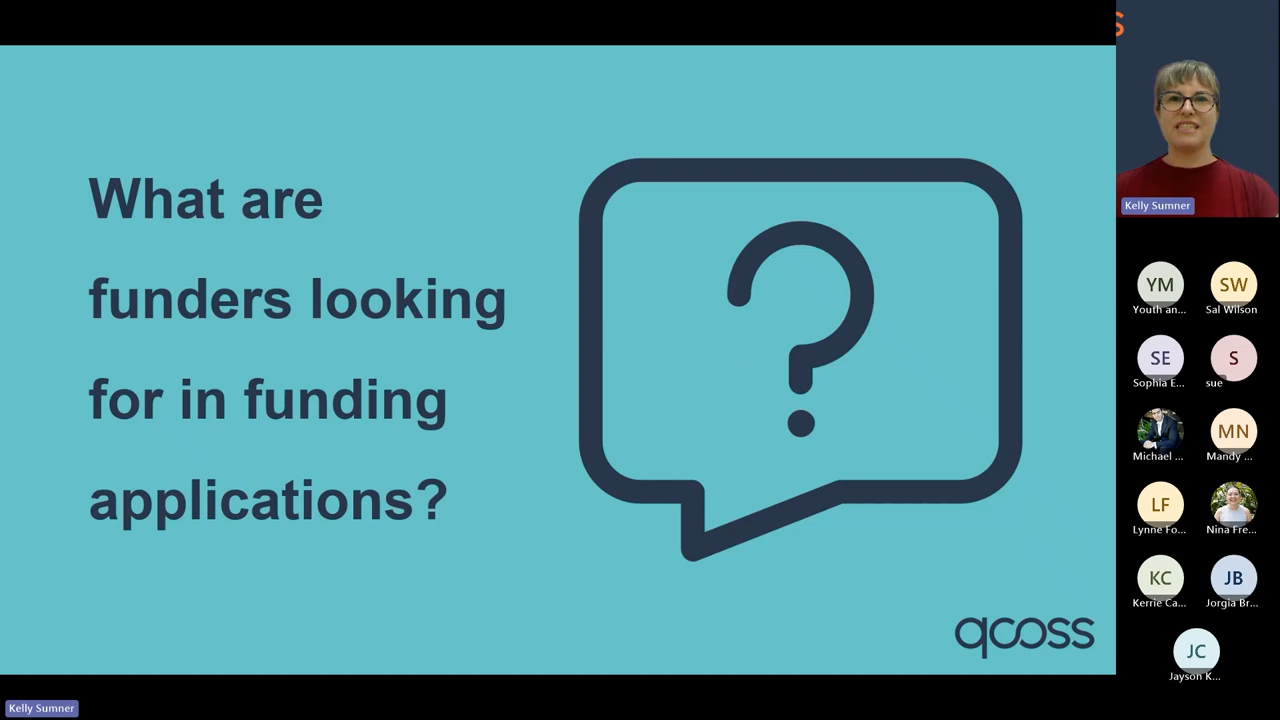 What are
funders looking
for in funding
applications?
?
qcoss
S
Kelly Sumner
YM
Youth an...
SW
Sal Wilson
SE
Sophia E...
S
sue
Michael ...
MN
Mandy ...
LF
Lynne Fo...
Nina Fre...
KC
Kerrie Ca...
JB
Jorgia Br...
JC
Jayson K...
Kelly Sumner